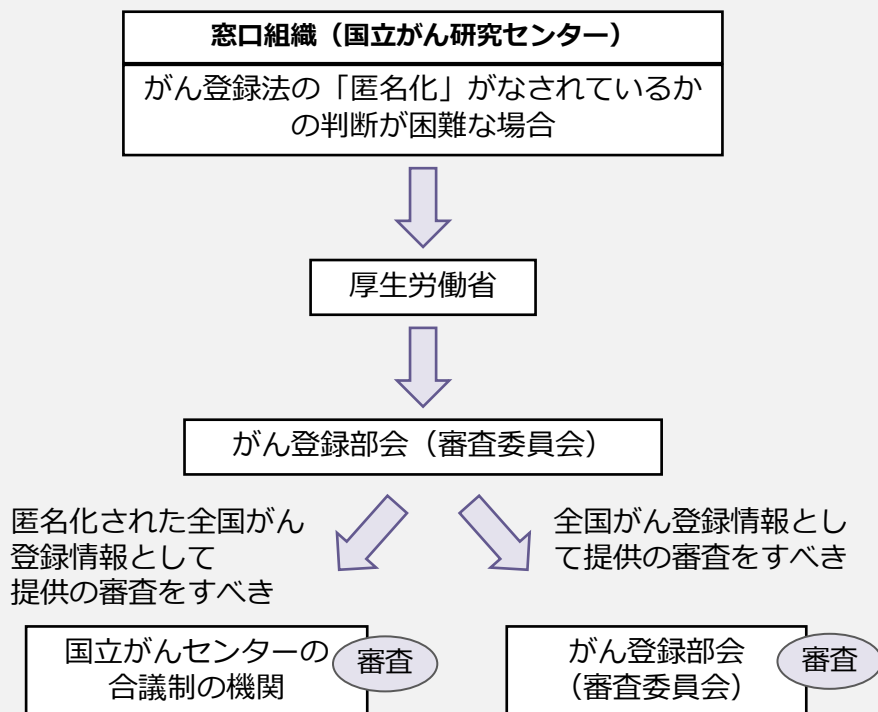 窓口組織（国立がん研究センター）
がん登録法の「匿名化」がなされているか
の判断が困難な場合
厚生労働省
がん登録部会（審査委員会）
匿名化された全国がん
登録情報として
提供の審査をすべき
全国がん登録情報とし
て提供の審査をすべき
国立がんセンターの
合議制の機関
審査
がん登録部会
（審査委員会）
審査